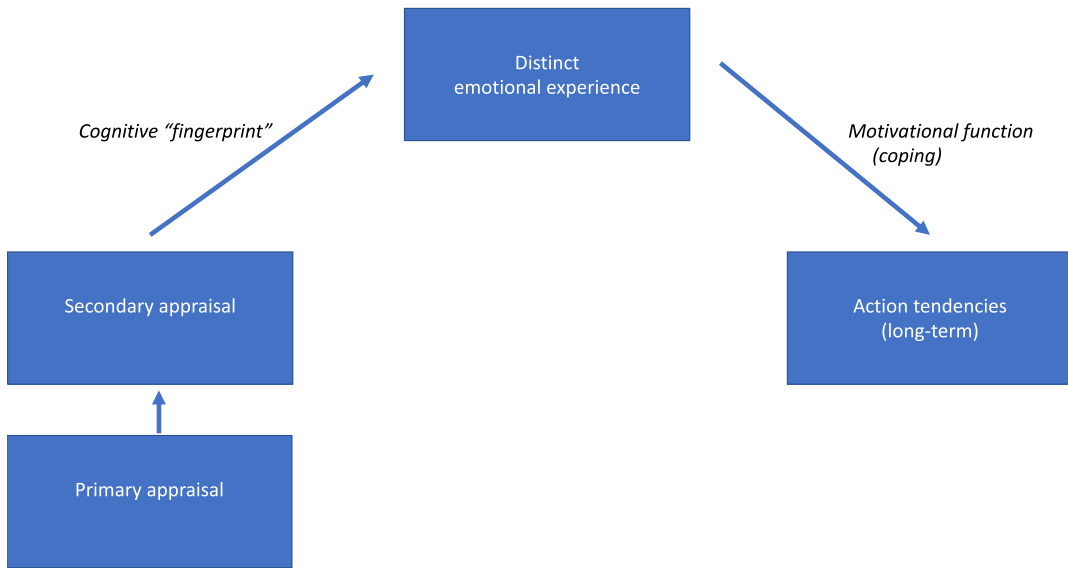 Distinct
emotional experience
Cognitive “fingerprint”
Motivational function
(coping)
Secondary appraisal
Action tendencies
(long-term)
Primary appraisal